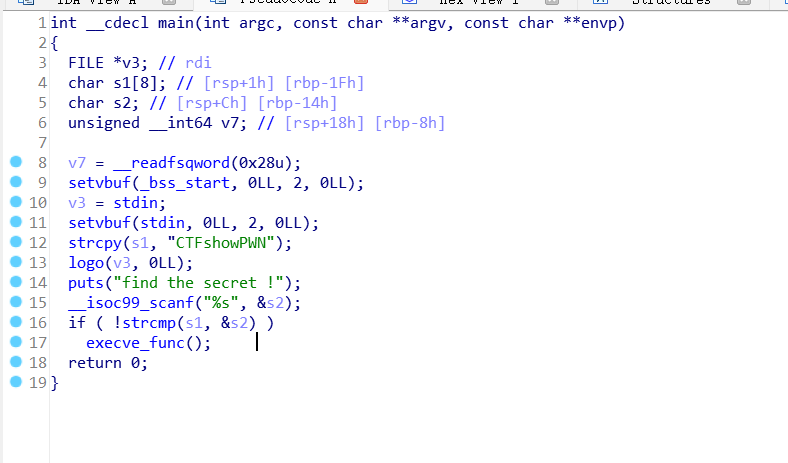 IDA View-A Pseudocode-A Hex View-1 Structures
1 int __cdecl main(int argc, const char **argv, const char **envp)
2 {
3 FILE *v3; // rdi
4 char s1[8]; // [rsp+1h] [rbp-1Fh]
5 char s2; // [rsp+Ch] [rbp-14h]
6 unsigned __int64 v7; // [rsp+18h] [rbp-8h]
7
8 v7 = __readfsqword(0x28u);
9 setvbuf(_bss_start, 0LL, 2, 0LL);
10 v3 = stdin;
11 setvbuf(stdin, 0LL, 2, 0LL);
12 strcpy(s1, "CTFshowPWN");
13 logo(v3, 0LL);
14 puts("find the secret !");
15 __isoc99_scanf("%s", &s2);
16 if ( !strcmp(s1, &s2) )
17 execve_func();
18 return 0;
19 }